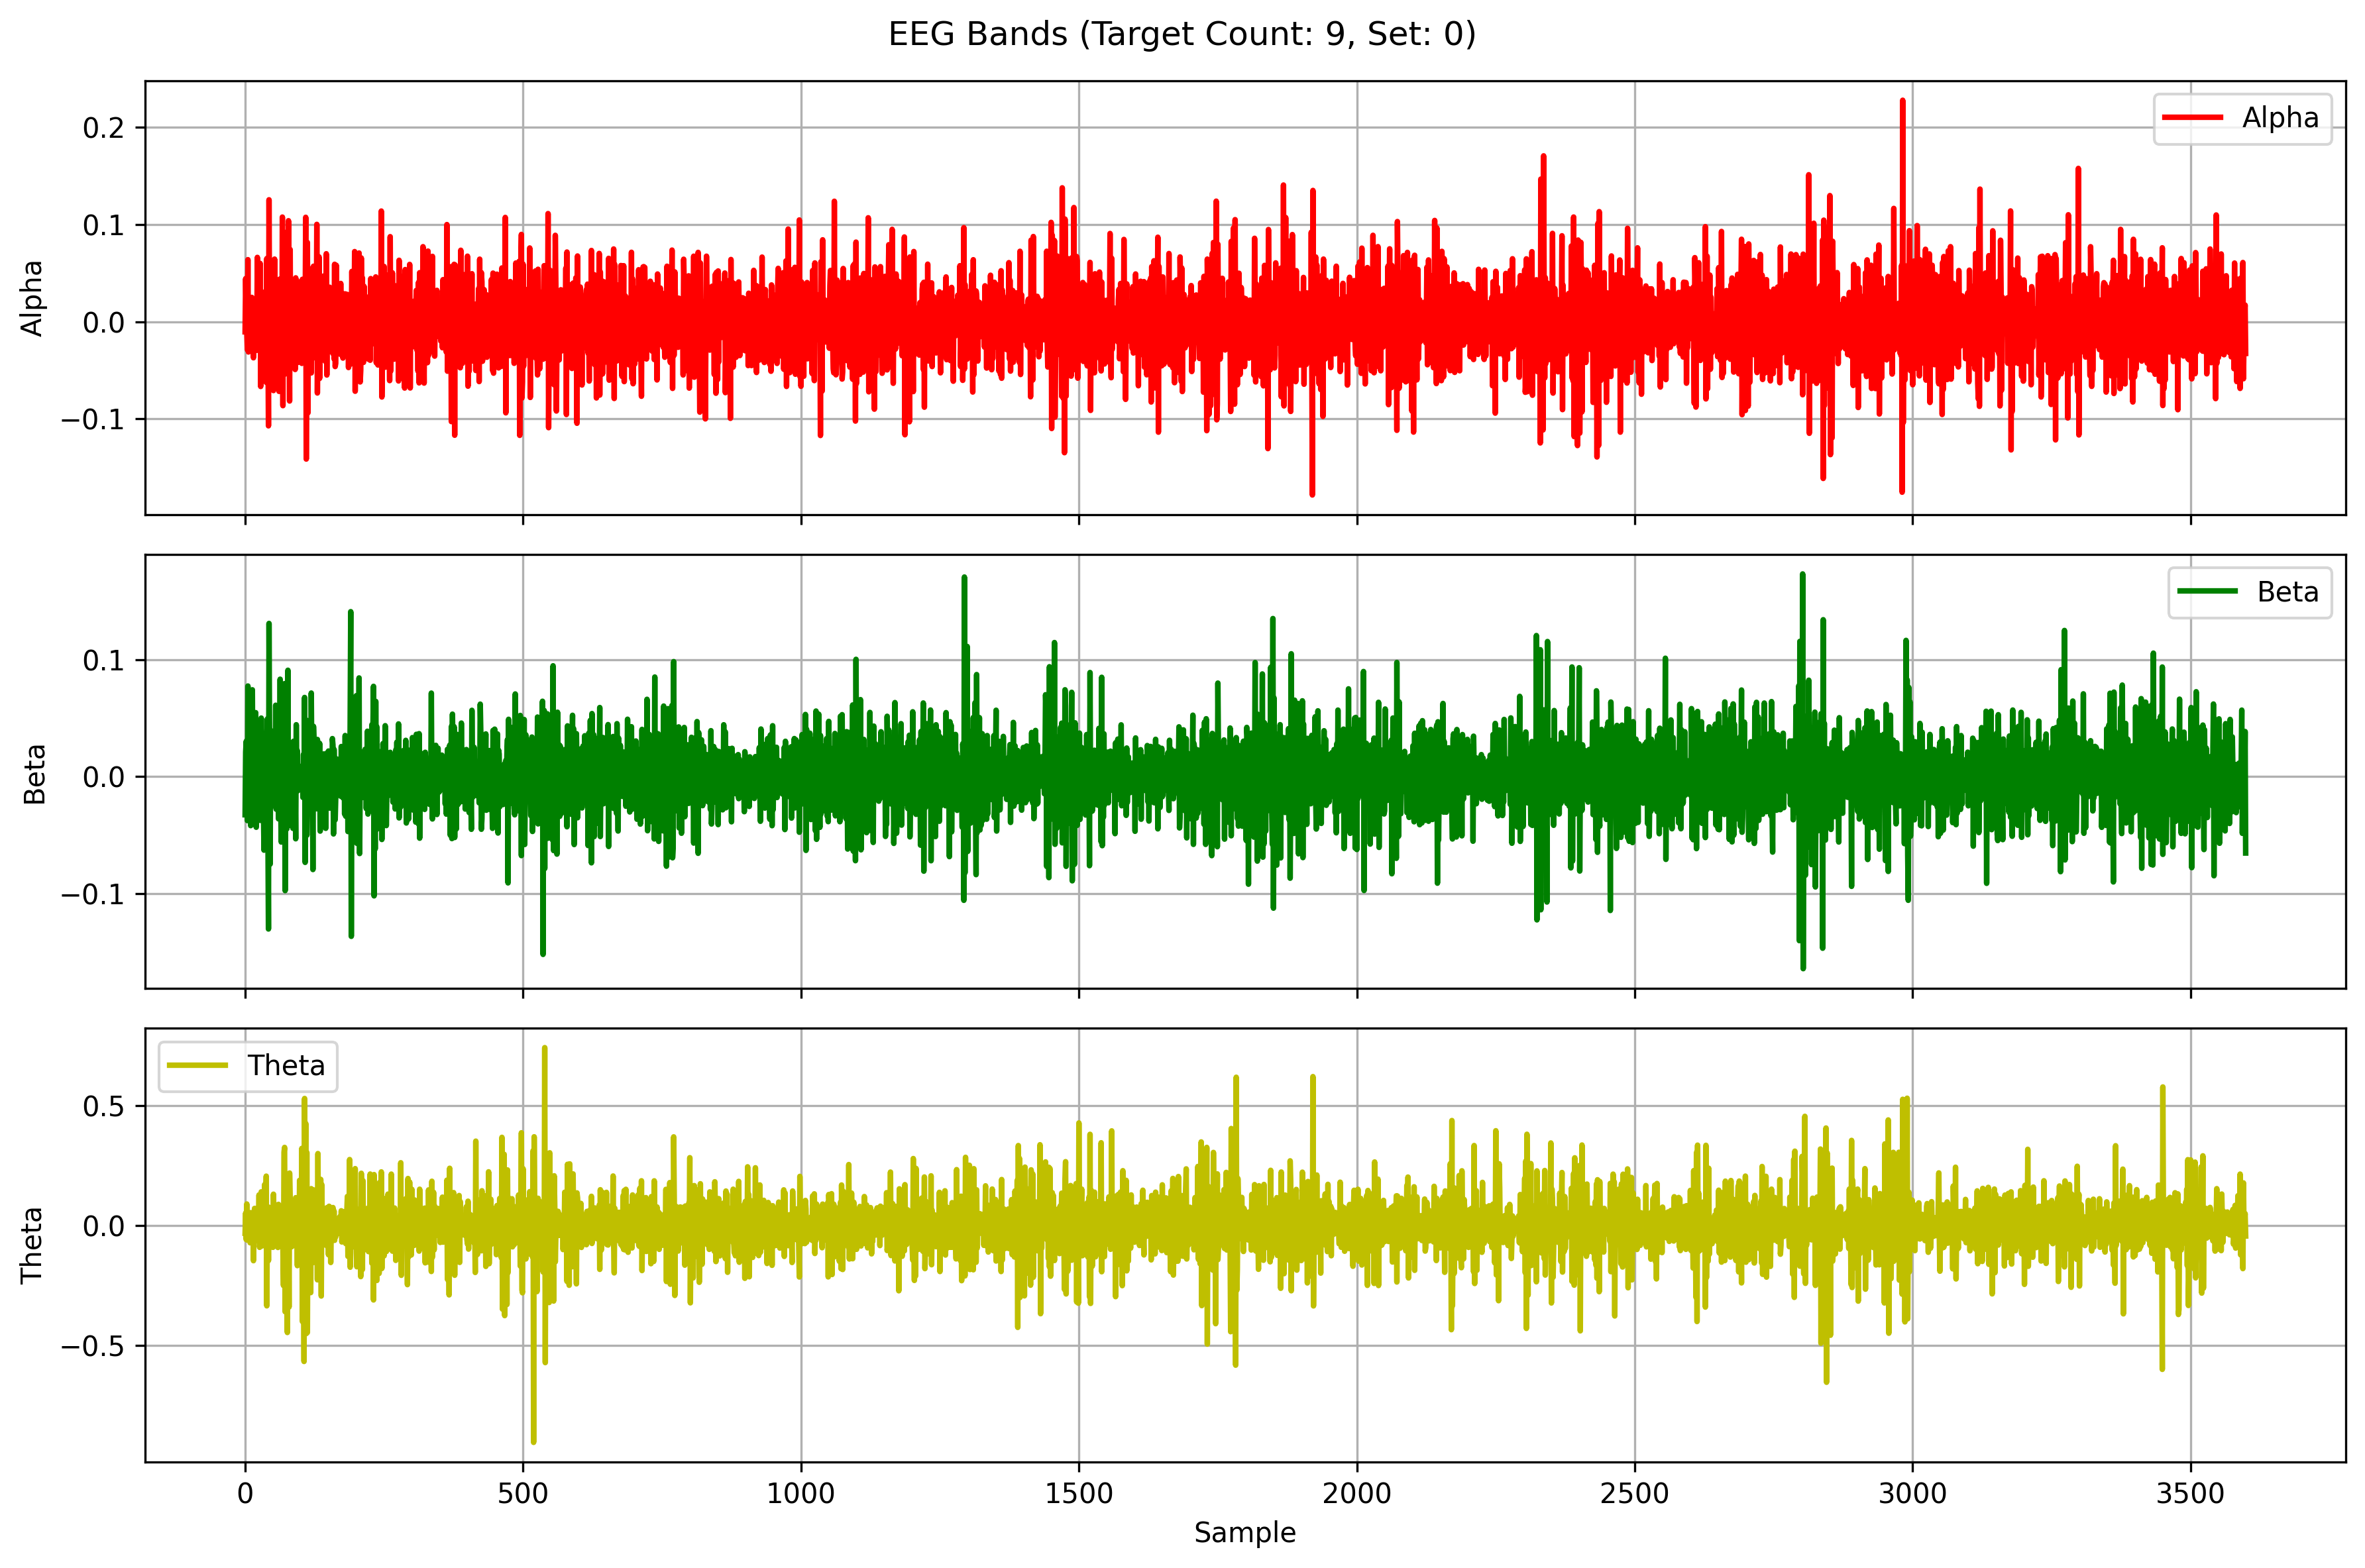 EEG Bands (Target Count: 9, Set: 0)
Alpha
0.2
0.1
0.0
−0.1
Alpha
Beta
0.1
0.0
−0.1
Beta
Theta
0.5
0.0
−0.5
Theta
0 500 1000 1500 2000 2500 3000 3500
Sample